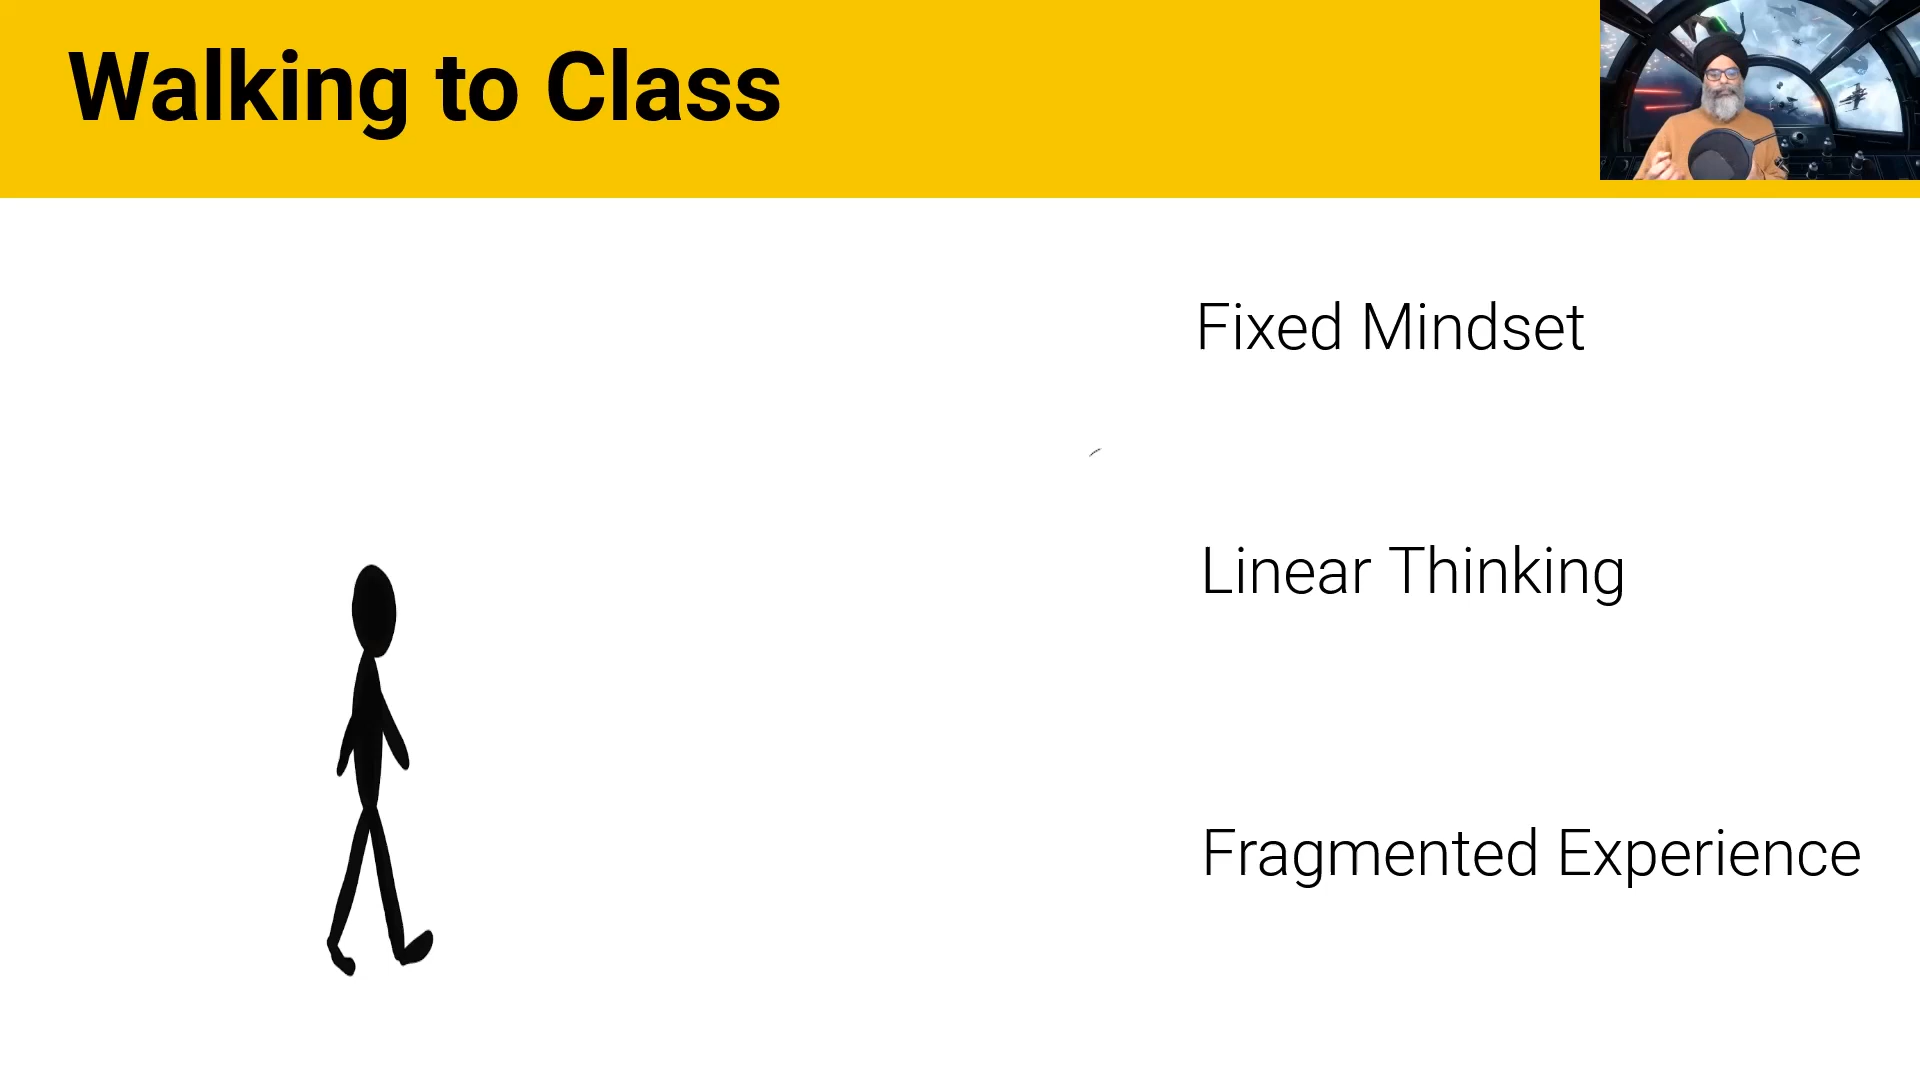 Walking to Class
Fixed Mindset
Linear Thinking
Fragmented Experience